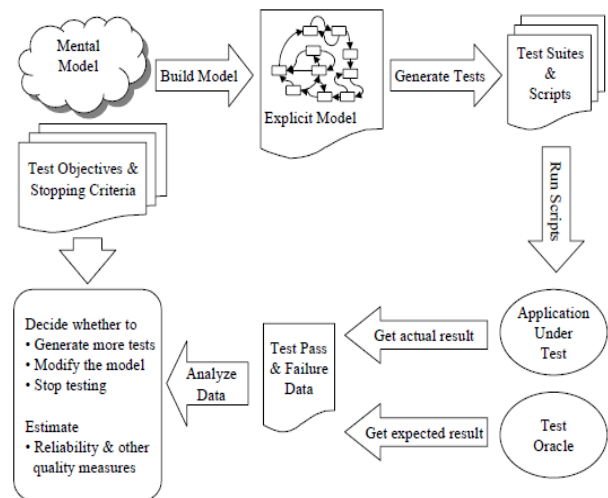 Mental
Model
Build Model
Explicit Model
Generate Tests
Test Suites
&
Scripts
Test Objectives &
Stopping Criteria
Run Scripts
Decide whether to
• Generate more tests
• Modify the model
• Stop testing
Estimate
• Reliability & other
quality measures
Analyze
Data
Test Pass
& Failure
Data
Get actual result
Application
Under
Test
Get expected result
Test
Oracle